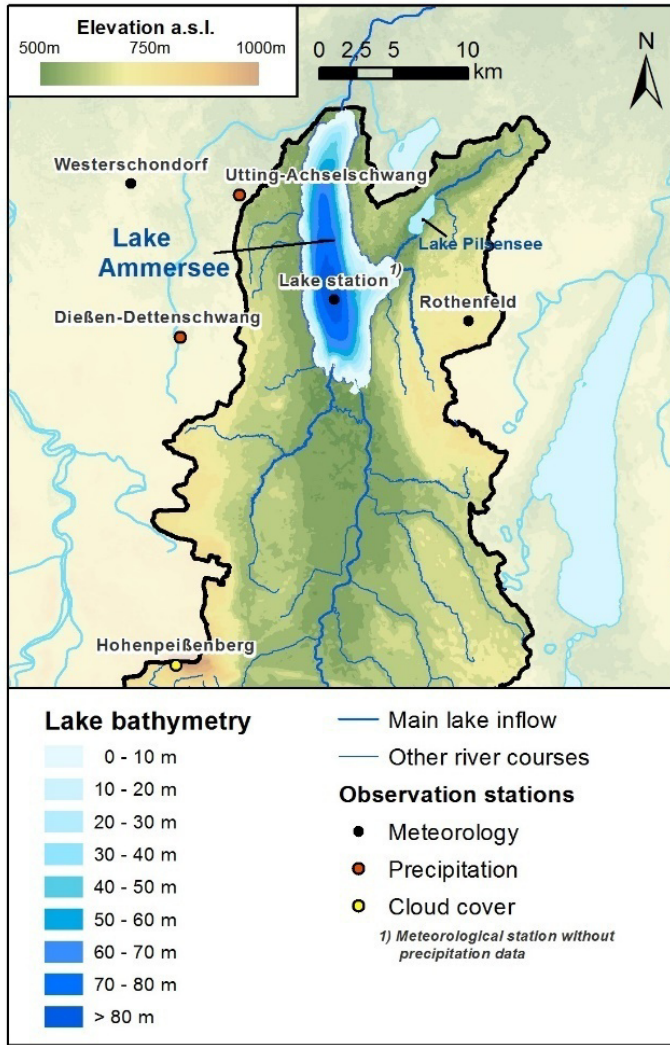 Elevation a.s.l.
500m 750m 1000m
0 2,5 5 10
km
N
Westerschondorf
Utting-Achselschwang
Lake
Ammersee
Lake Pilsensee
Lake station 1)
Rothenfeld
Dießen-Dettenschwang
Hohenpeißenberg
Lake bathymetry
0 - 10 m
10 - 20 m
20 - 30 m
30 - 40 m
40 - 50 m
50 - 60 m
60 - 70 m
70 - 80 m
> 80 m
Main lake inflow
Other river courses
Observation stations
Meteorology
Precipitation
Cloud cover
1) Meteorological station without
precipitation data